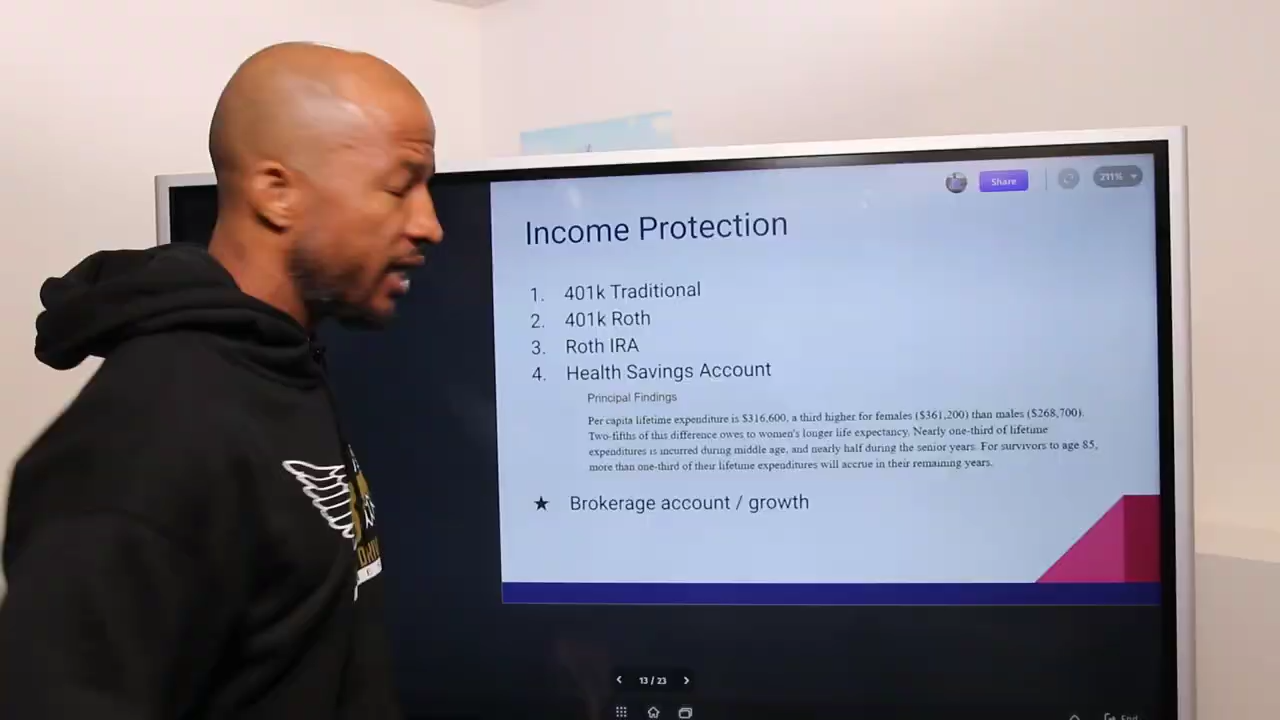 Share
211%
Income Protection
1. 401k Traditional
2. 401k Roth
3. Roth IRA
4. Health Savings Account
Principal Findings
Per capita lifetime expenditure is $316,600, a third higher for females ($361,200) than males ($268,700).
Two-fifths of this difference owes to women's longer life expectancy. Nearly one-third of lifetime
expenditures is incurred during middle age, and nearly half during the senior years. For survivors to age 85,
more than one-third of their lifetime expenditures will accrue in their remaining years.
★ Brokerage account / growth
13 / 23
End